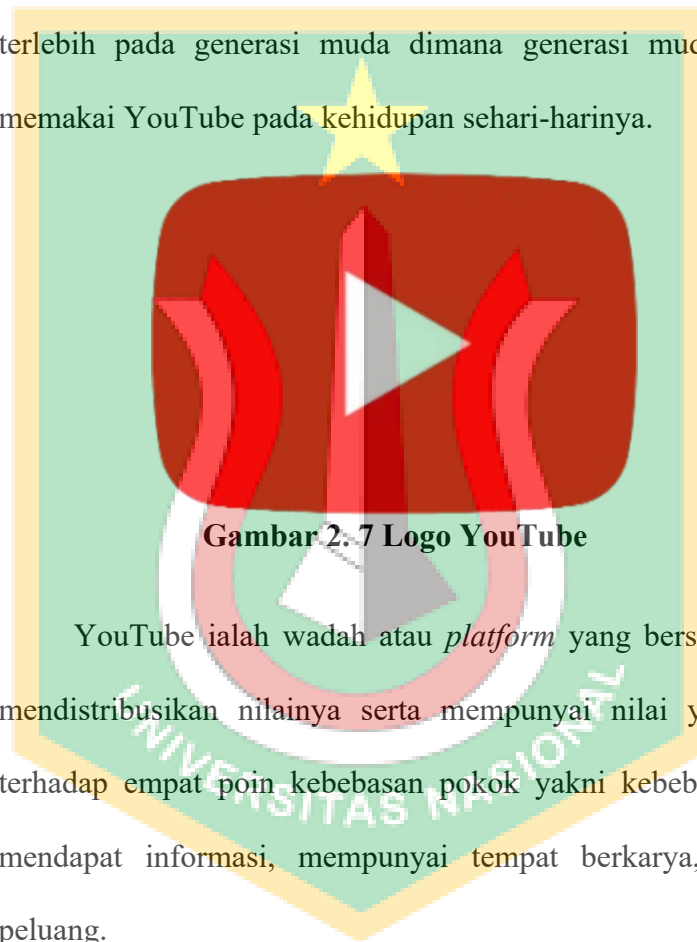 terlebih pada generasi muda dimana generasi mud
memakai YouTube pada kehidupan sehari-harinya.
Gambar 2. 7 Logo YouTube
YouTube ialah wadah atau platform yang bers
mendistribusikan nilainya serta mempunyai nilai y
terhadap empat poin kebebasan pokok yakni kebeb
mendapat informasi, mempunyai tempat berkarya,
peluang.
UNIVERSITAS NASIONAL